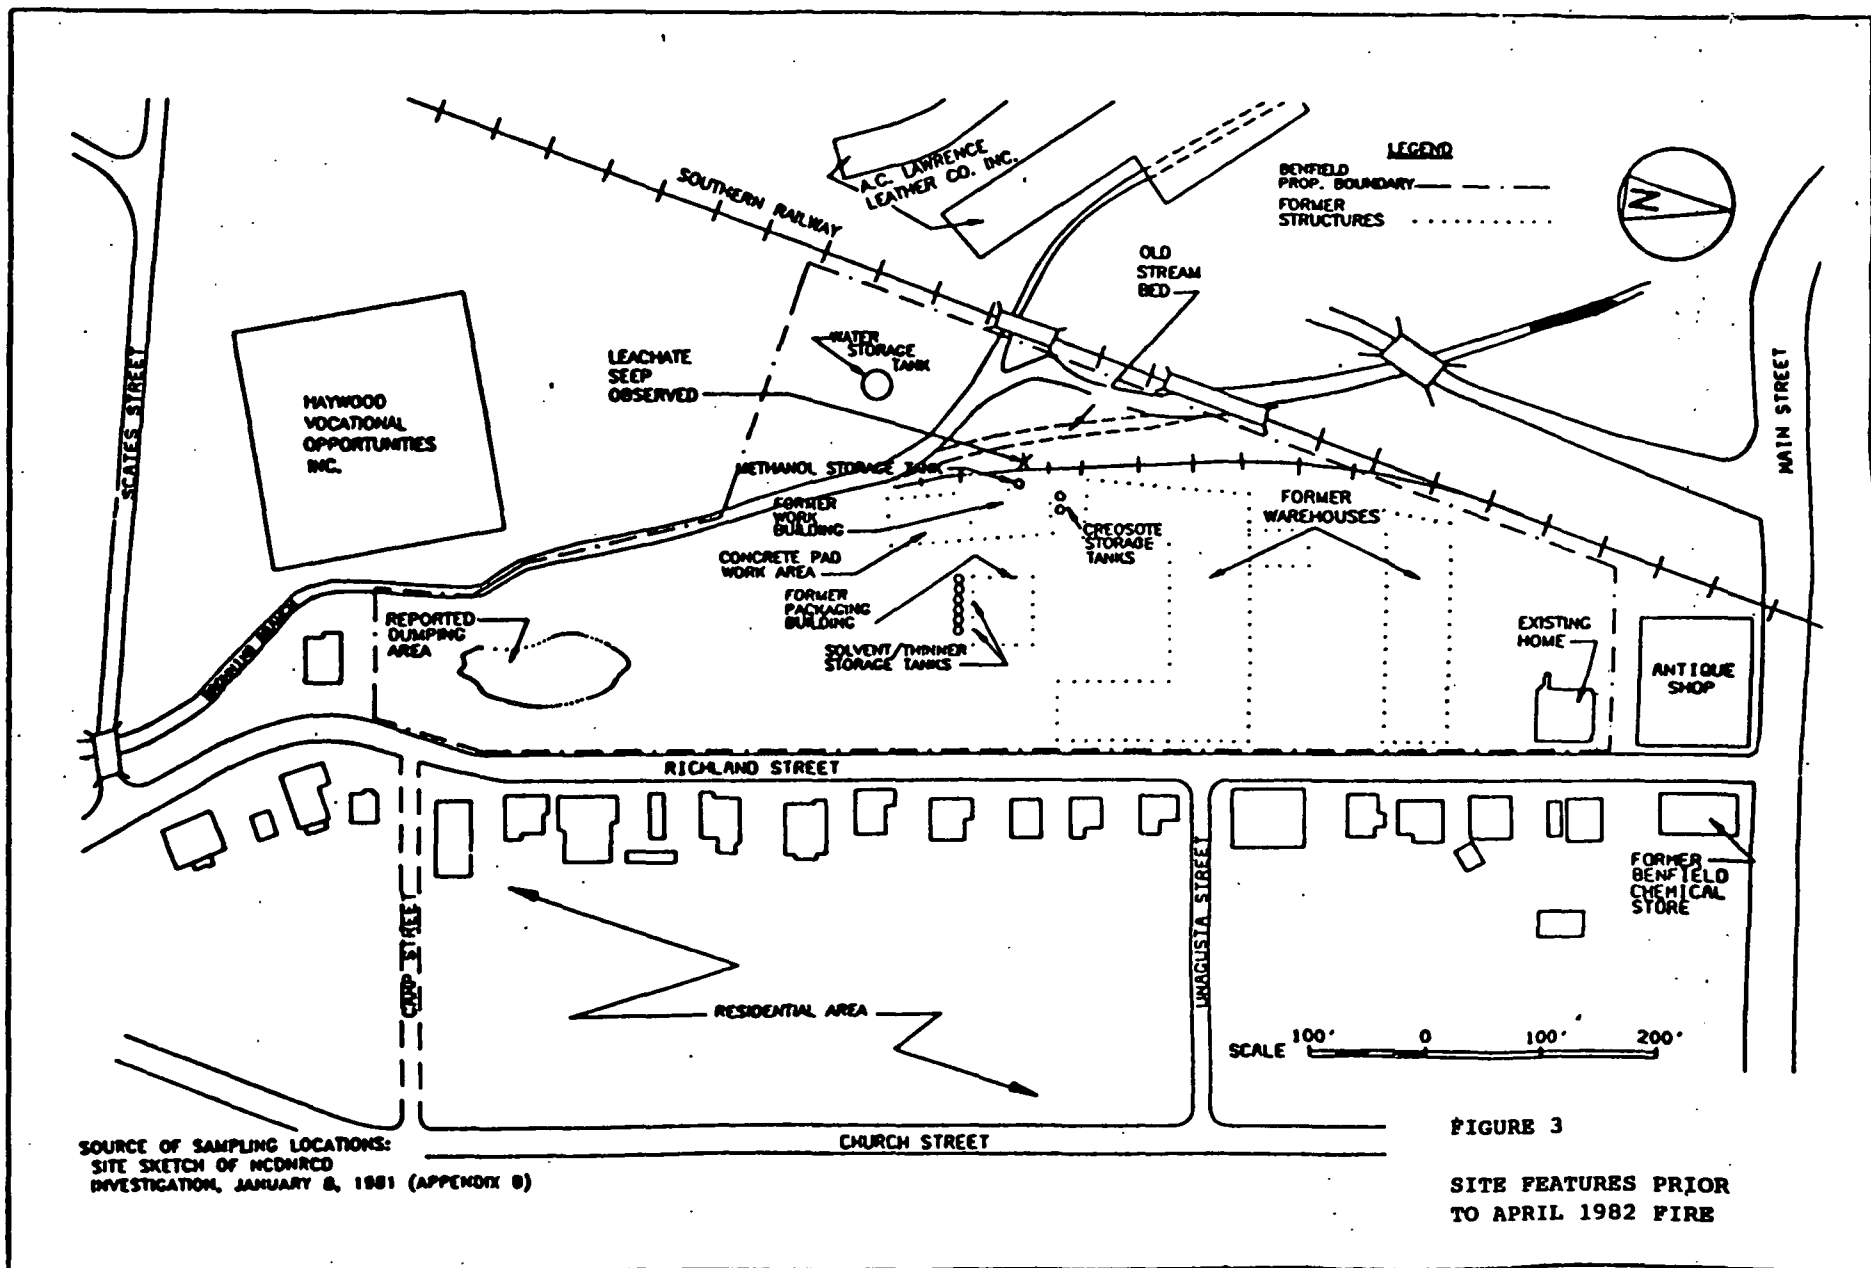 A.C. LAWRENCE
LEATHER CO. INC.
SOUTHERN RAILWAY
LEGEND
BENFIELD
PROP. BOUNDARY
FORMER
STRUCTURES
N
OLD
STREAM
BED
WATER
STORAGE
TANK
LEACHATE
SEEP
OBSERVED
SCATES STREET
HAYWOOD
VOCATIONAL
OPPORTUNITIES
INC.
MAIN STREET
METHANOL STORAGE TANK
FORMER
WORK
BUILDING
FORMER
WAREHOUSES
CREOSOTE
STORAGE
TANKS
CONCRETE PAD
WORK AREA
FORMER
PACKAGING
BUILDING
REPORTED
DUMPING
AREA
SOLVENT/THINNER
STORAGE TANKS
EXISTING
HOME
ANTIQUE
SHOP
RICHLAND STREET
CARP STREET
UNAGUSTA STREET
FORMER
BENFIELD
CHEMICAL
STORE
RESIDENTIAL AREA
SCALE 100' 0 100' 200'
CHURCH STREET
SOURCE OF SAMPLING LOCATIONS:
SITE SKETCH OF NCDNRCD
INVESTIGATION, JANUARY 8, 1981 (APPENDIX B)
FIGURE 3
SITE FEATURES PRIOR
TO APRIL 1982 FIRE